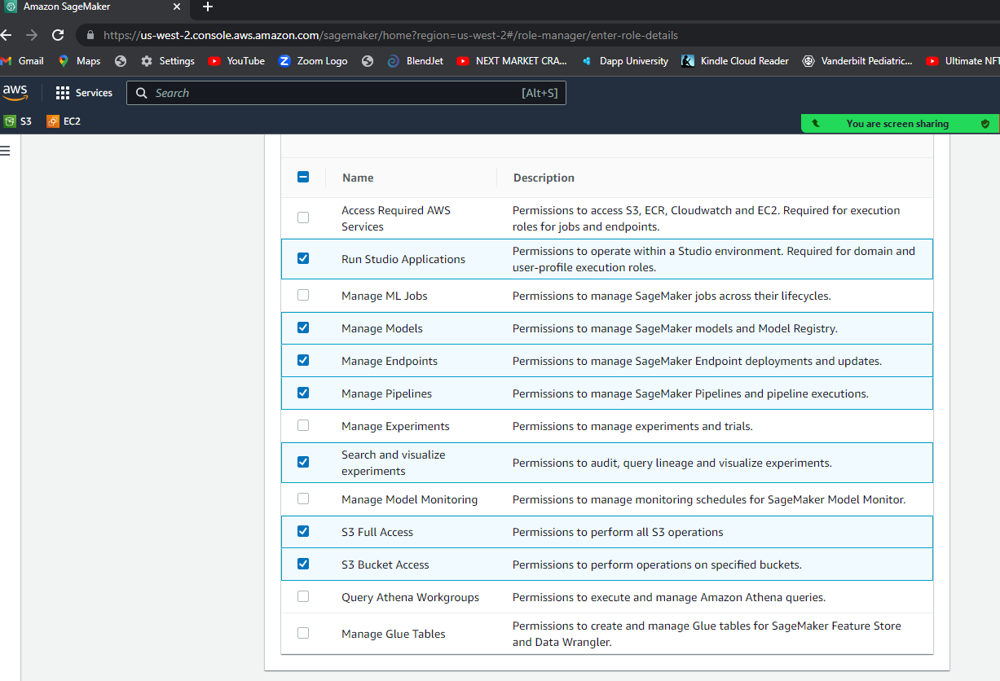 Amazon SageMaker
https://us-west-2.console.aws.amazon.com/sagemaker/home?region=us-west-2#/role-manager/enter-role-details
Gmail Maps Settings YouTube Zoom Logo BlendJet NEXT MARKET CRA... Dapp University Kindle Cloud Reader Vanderbilt Pediatric... Ultimate NFT
aws Services Search [Alt+S]
S3 EC2
You are screen sharing
Name Description
Access Required AWS
Services
Permissions to access S3, ECR, Cloudwatch and EC2. Required for execution
roles for jobs and endpoints.
Run Studio Applications
Permissions to operate within a Studio environment. Required for domain and
user-profile execution roles.
Manage ML Jobs Permissions to manage SageMaker jobs across their lifecycles.
Manage Models Permissions to manage SageMaker models and Model Registry.
Manage Endpoints Permissions to manage SageMaker Endpoint deployments and updates.
Manage Pipelines Permissions to manage SageMaker Pipelines and pipeline executions.
Manage Experiments Permissions to manage experiments and trials.
Search and visualize
experiments
Permissions to audit, query lineage and visualize experiments.
Manage Model Monitoring Permissions to manage monitoring schedules for SageMaker Model Monitor.
S3 Full Access Permissions to perform all S3 operations
S3 Bucket Access Permissions to perform operations on specified buckets.
Query Athena Workgroups Permissions to execute and manage Amazon Athena queries.
Manage Glue Tables
Permissions to create and manage Glue tables for SageMaker Feature Store
and Data Wrangler.